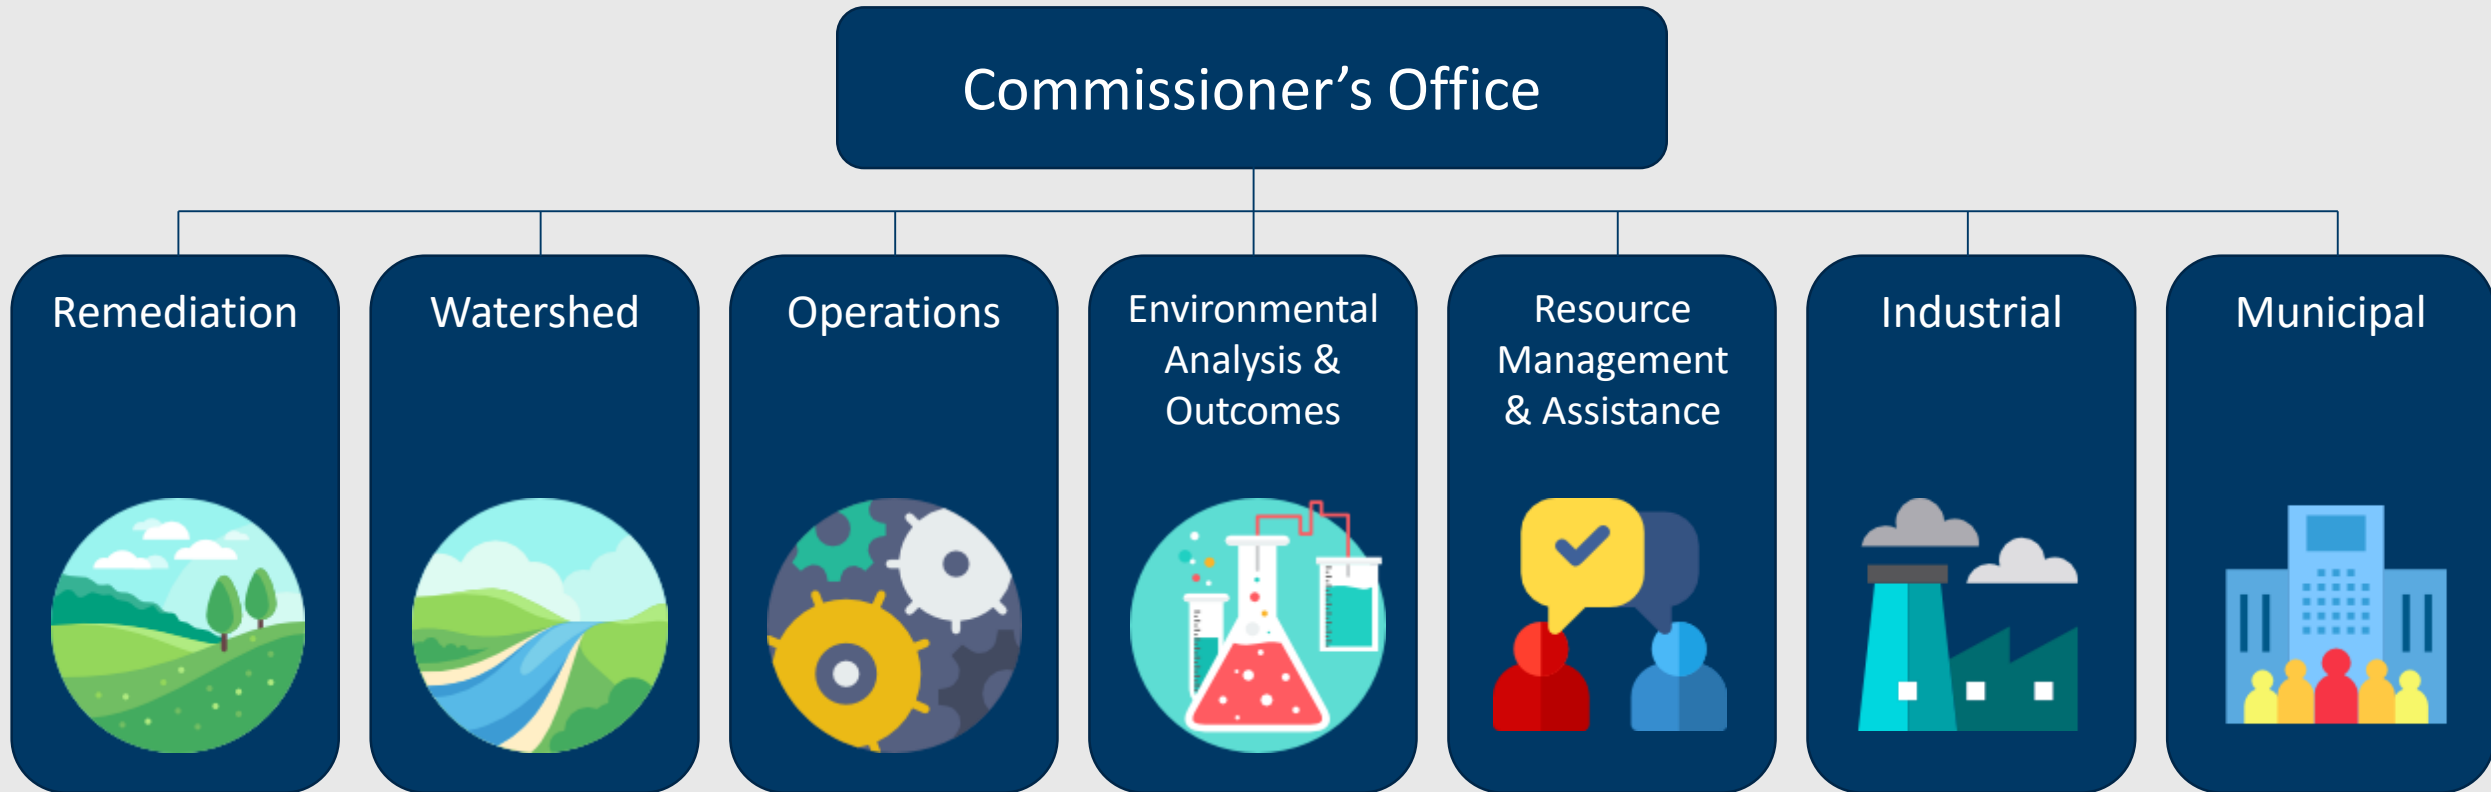 Commissioner’s Office
Remediation
Watershed
Operations
Environmental
Analysis &
Outcomes
Resource
Management
& Assistance
Industrial
Municipal